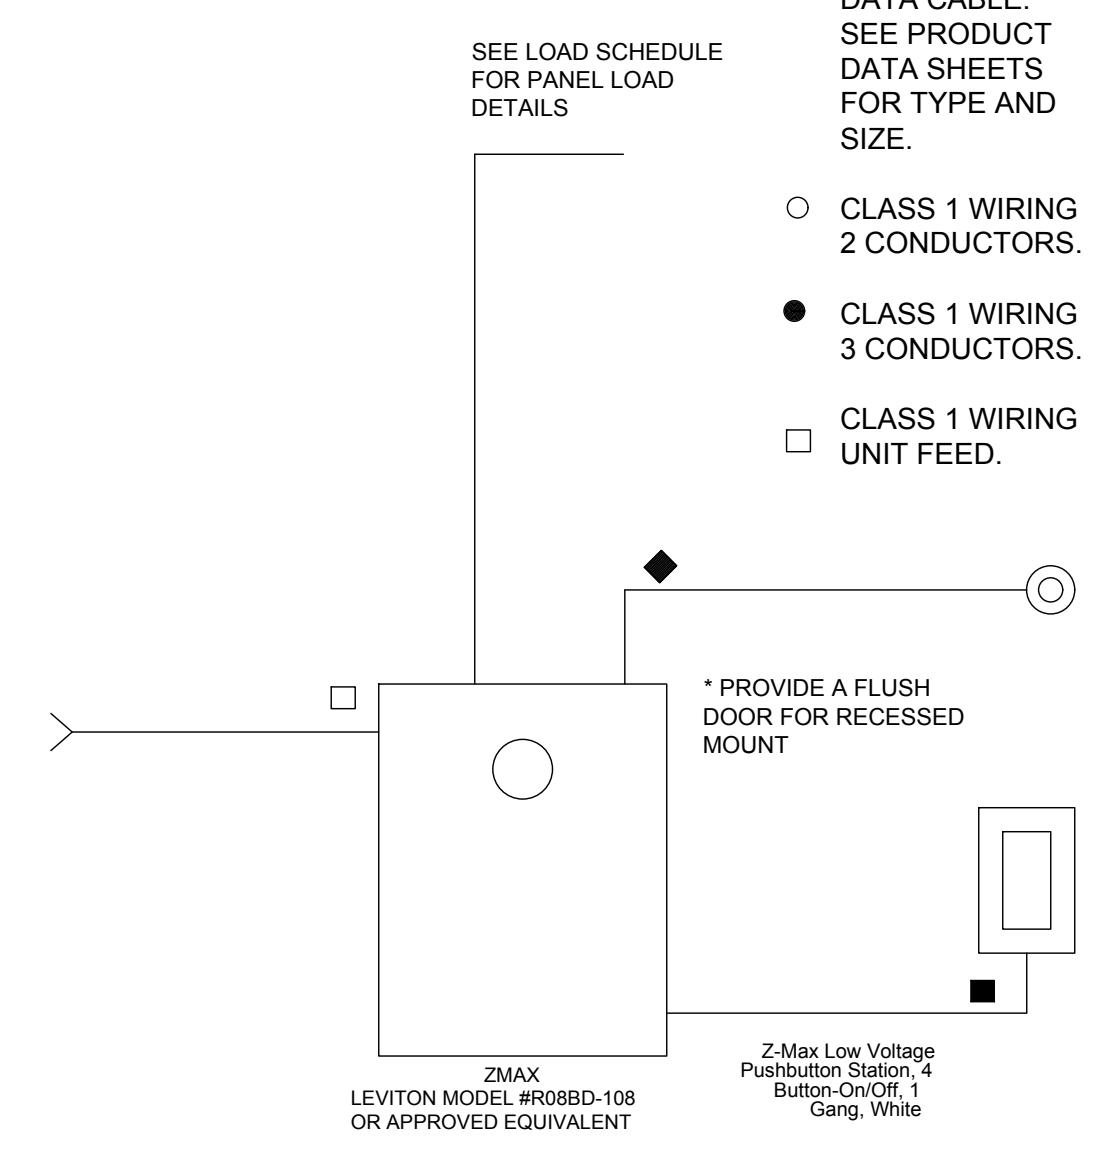 DATA CABLE.
SEE PRODUCT
DATA SHEETS
FOR TYPE AND
SIZE.
SEE LOAD SCHEDULE
FOR PANEL LOAD
DETAILS
CLASS 1 WIRING
2 CONDUCTORS.
CLASS 1 WIRING
3 CONDUCTORS.
CLASS 1 WIRING
UNIT FEED.
* PROVIDE A FLUSH
DOOR FOR RECESSED
MOUNT
ZMAX
LEVITON MODEL #R08BD-108
OR APPROVED EQUIVALENT
Z-Max Low Voltage
Pushbutton Station, 4
Button-On/Off, 1
Gang, White